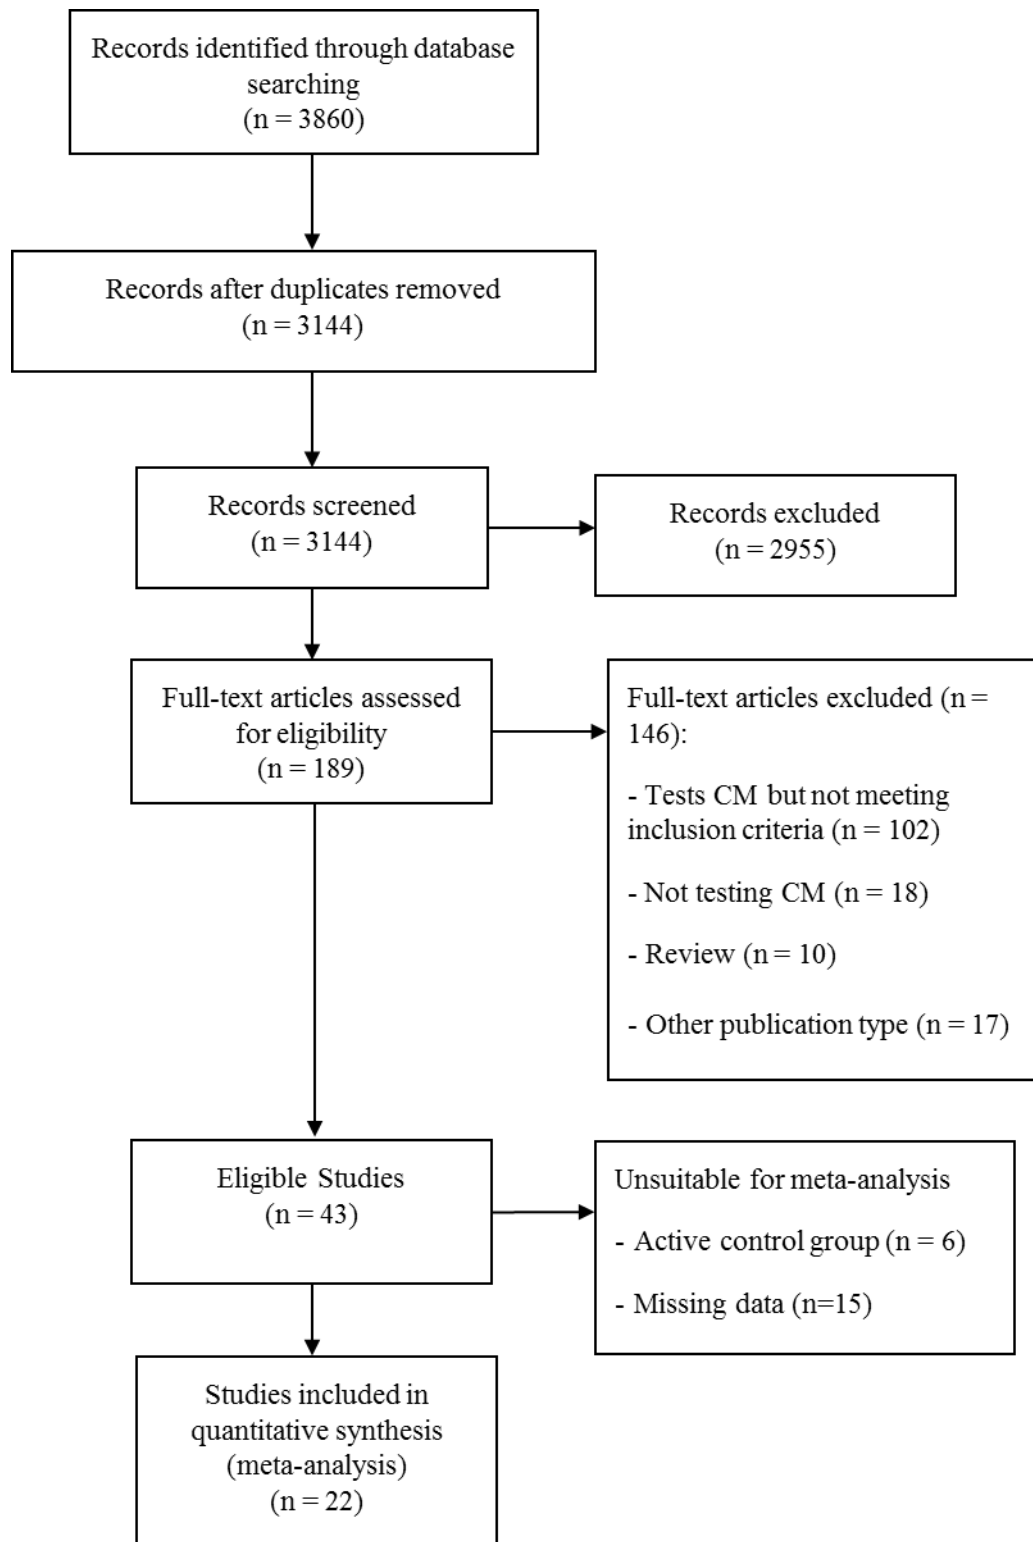 Records identified through database
searching
(n = 3860)
Records after duplicates removed
(n = 3144)
Records screened
(n = 3144)
Records excluded
(n = 2955)
Full-text articles assessed
for eligibility
(n = 189)
Full-text articles excluded (n =
146):
- Tests CM but not meeting
inclusion criteria (n = 102)
- Not testing CM (n = 18)
- Review (n = 10)
- Other publication type (n = 17)
Eligible Studies
(n = 43)
Unsuitable for meta-analysis
- Active control group (n = 6)
- Missing data (n=15)
Studies included in
quantitative synthesis
(meta-analysis)
(n = 22)